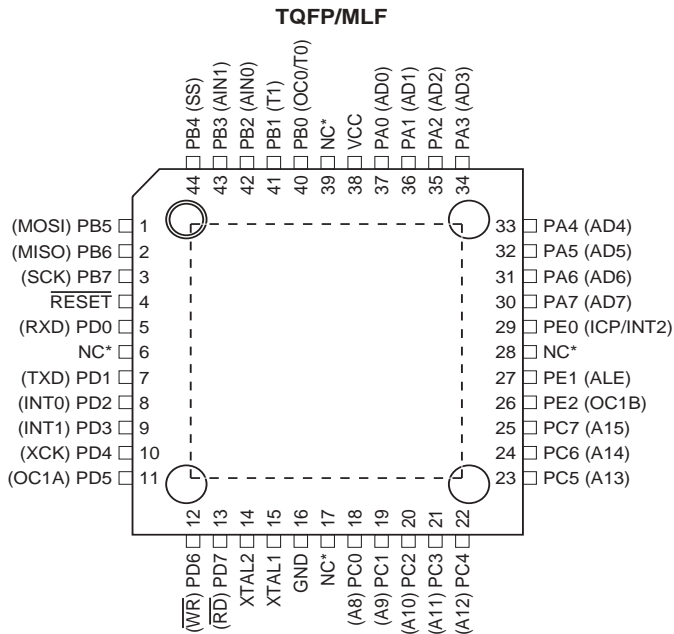 TQFP/MLF
PB4 (SS)
PB3 (AIN1)
PB2 (AIN0)
PB1 (T1)
PB0 (OC0/T0)
NC*
VCC
PA0 (AD0)
PA1 (AD1)
PA2 (AD2)
PA3 (AD3)
44 43 42 41 40 39 38 37 36 35 34
(MOSI) PB5 1
(MISO) PB6 2
(SCK) PB7 3
RESET 4
(RXD) PD0 5
NC* 6
(TXD) PD1 7
(INT0) PD2 8
(INT1) PD3 9
(XCK) PD4 10
(OC1A) PD5 11
33 PA4 (AD4)
32 PA5 (AD5)
31 PA6 (AD6)
30 PA7 (AD7)
29 PE0 (ICP/INT2)
28 NC*
27 PE1 (ALE)
26 PE2 (OC1B)
25 PC7 (A15)
24 PC6 (A14)
23 PC5 (A13)
12 13 14 15 16 17 18 19 20 21 22
(WR) PD6
(RD) PD7
XTAL2
XTAL1
GND
NC*
(A8) PC0
(A9) PC1
(A10) PC2
(A11) PC3
(A12) PC4